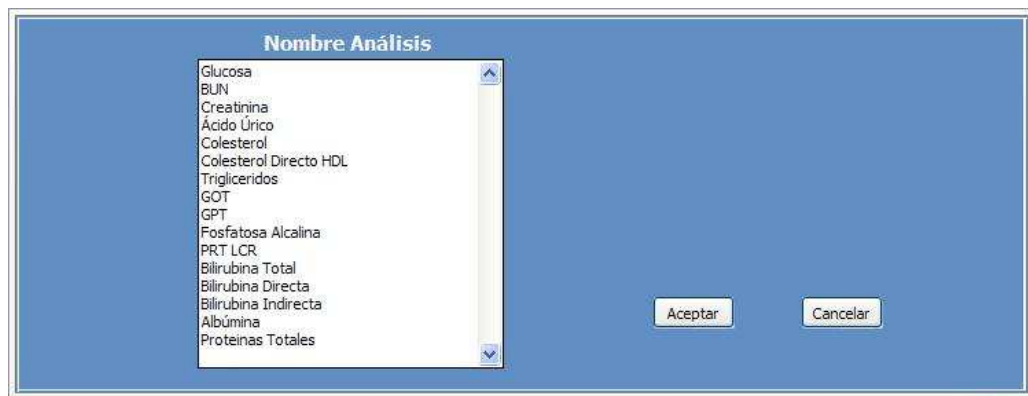 Nombre Análisis
Glucosa
BUN
Creatinina
Ácido Úrico
Colesterol
Colesterol Directo HDL
Trigliceridos
GOT
GPT
Fosfatosa Alcalina
PRT LCR
Bilirubina Total
Bilirubina Directa
Bilirubina Indirecta
Albúmina
Proteinas Totales
Aceptar
Cancelar